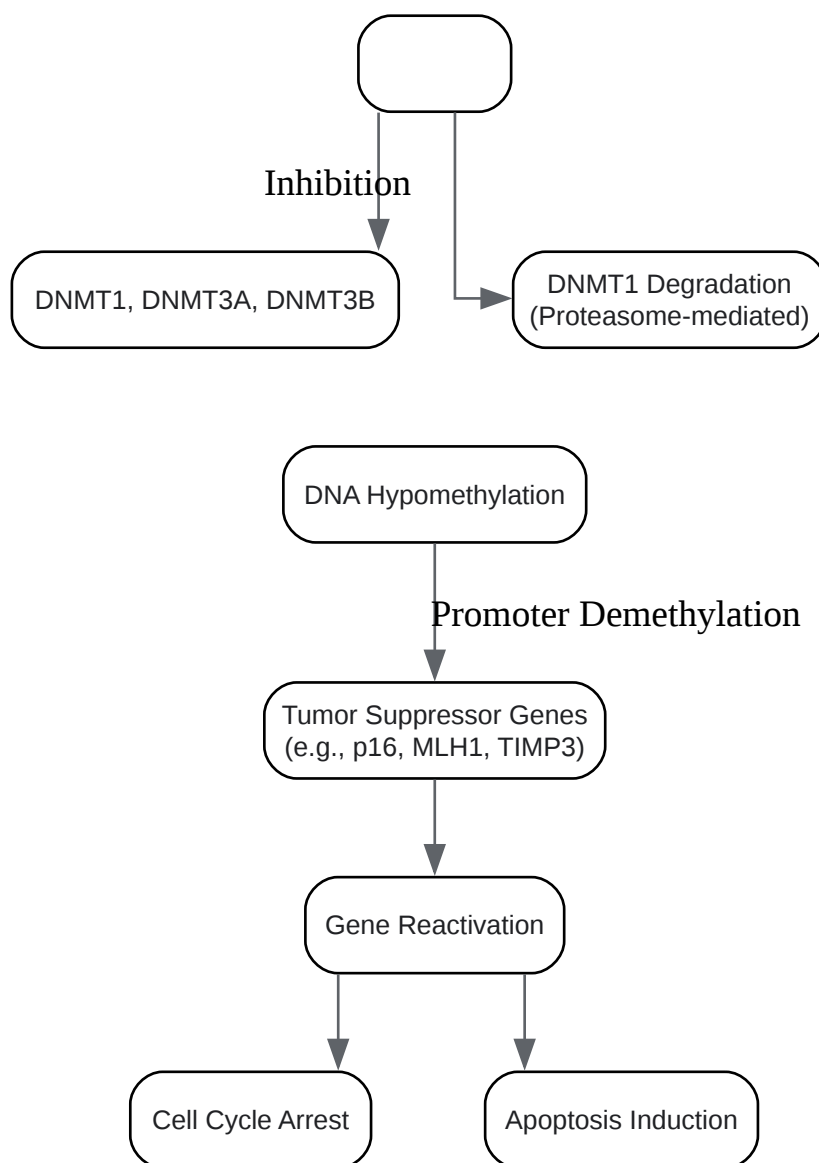 Inhibition
DNMT1, DNMT3A, DNMT3B
DNMT1 Degradation
(Proteasome-mediated)
DNA Hypomethylation
Promoter Demethylation
Tumor Suppressor Genes
(e.g., p16, MLH1, TIMP3)
Gene Reactivation
Cell Cycle Arrest
Apoptosis Induction